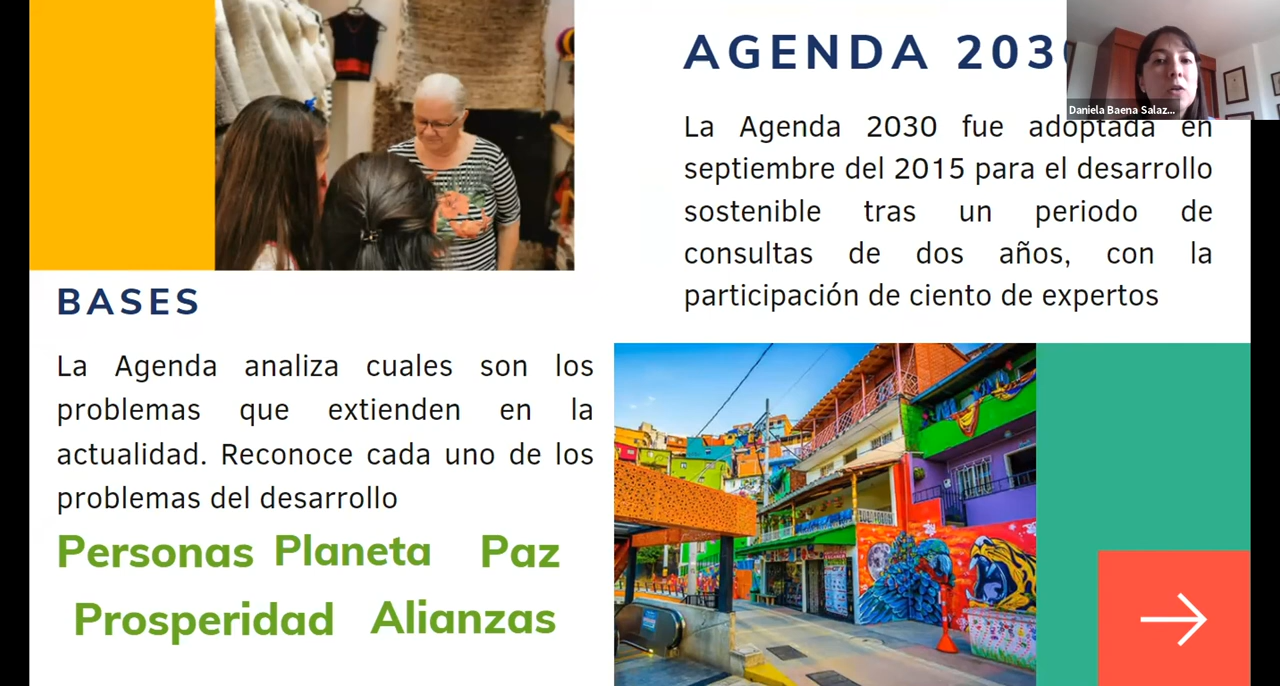 AGENDA 2030
Daniela Baena Salaz...
La Agenda 2030 fue adoptada en
septiembre del 2015 para el desarrollo
sostenible tras un periodo de
consultas de dos años, con la
participación de ciento de expertos
BASES
La Agenda analiza cuales son los
problemas que extienden en la
actualidad. Reconoce cada uno de los
problemas del desarrollo
Personas Planeta Paz
Prosperidad Alianzas